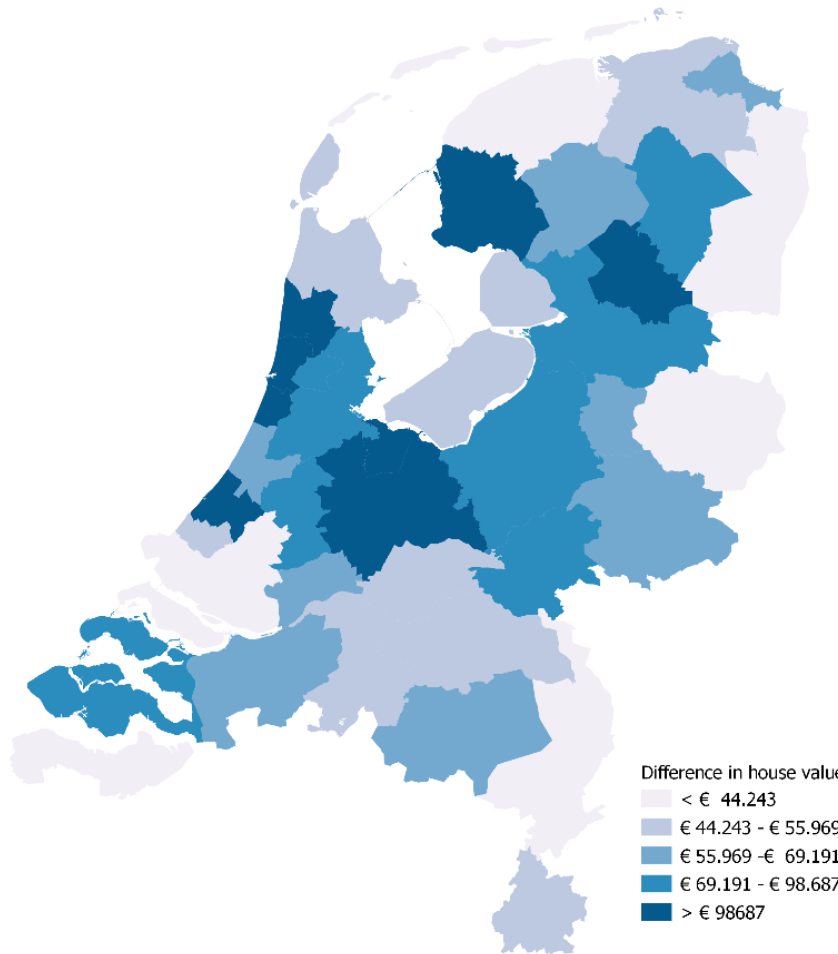 Difference in house value
< € 44.243
€ 44.243 - € 55.969
€ 55.969 -€ 69.191
€ 69.191 - € 98.687
> € 98687